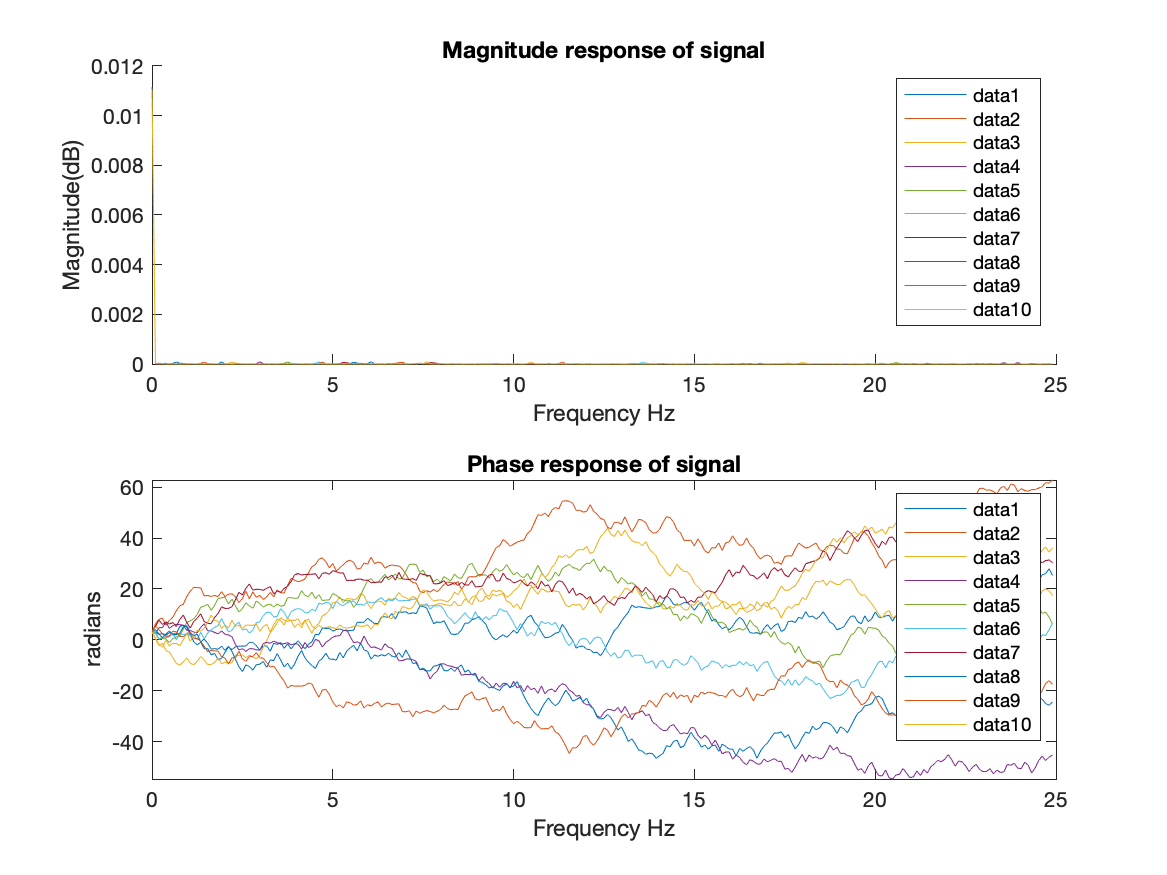 Magnitude response of signal
Magnitude(dB)
0.012
0.01
0.008
0.006
0.004
0.002
0
0 5 10 15 20 25
Frequency Hz
data1
data2
data3
data4
data5
data6
data7
data8
data9
data10
Phase response of signal
radians
60
40
20
0
-20
-40
0 5 10 15 20 25
Frequency Hz
data1
data2
data3
data4
data5
data6
data7
data8
data9
data10